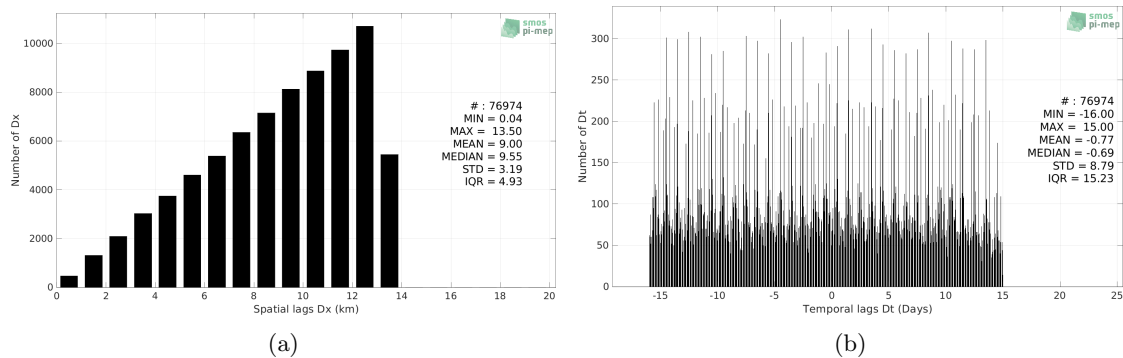 smos
pi-mep
10000
8000
6000
4000
2000
0
Number of Dx
# : 76974
MIN = 0.04
MAX = 13.50
MEAN = 9.00
MEDIAN = 9.55
STD = 3.19
IQR = 4.93
0 2 4 6 8 10 12 14 16 18 20
Spatial lags Dx (km)
(a)
smos
pi-mep
300
250
200
150
100
50
0
Number of Dt
# : 76974
MIN = -16.00
MAX = 15.00
MEAN = -0.77
MEDIAN = -0.69
STD = 8.79
IQR = 15.23
-15 -10 -5 0 5 10 15 20 25
Temporal lags Dt (Days)
(b)